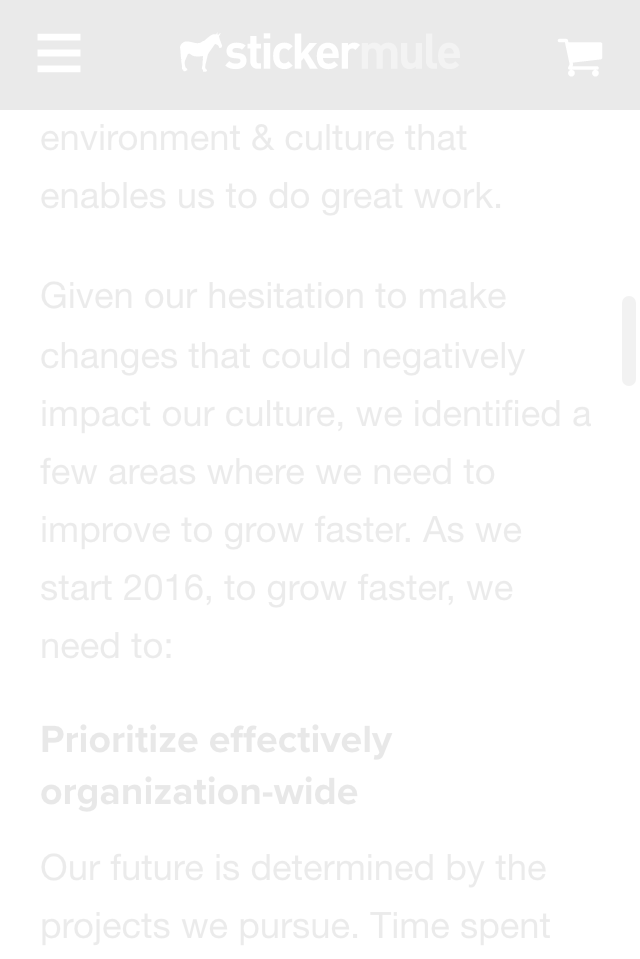 stickermule
environment & culture that
enables us to do great work.
Given our hesitation to make
changes that could negatively
impact our culture, we identified a
few areas where we need to
improve to grow faster. As we
start 2016, to grow faster, we
need to:
Prioritize effectively
organization-wide
Our future is determined by the
projects we pursue. Time spent